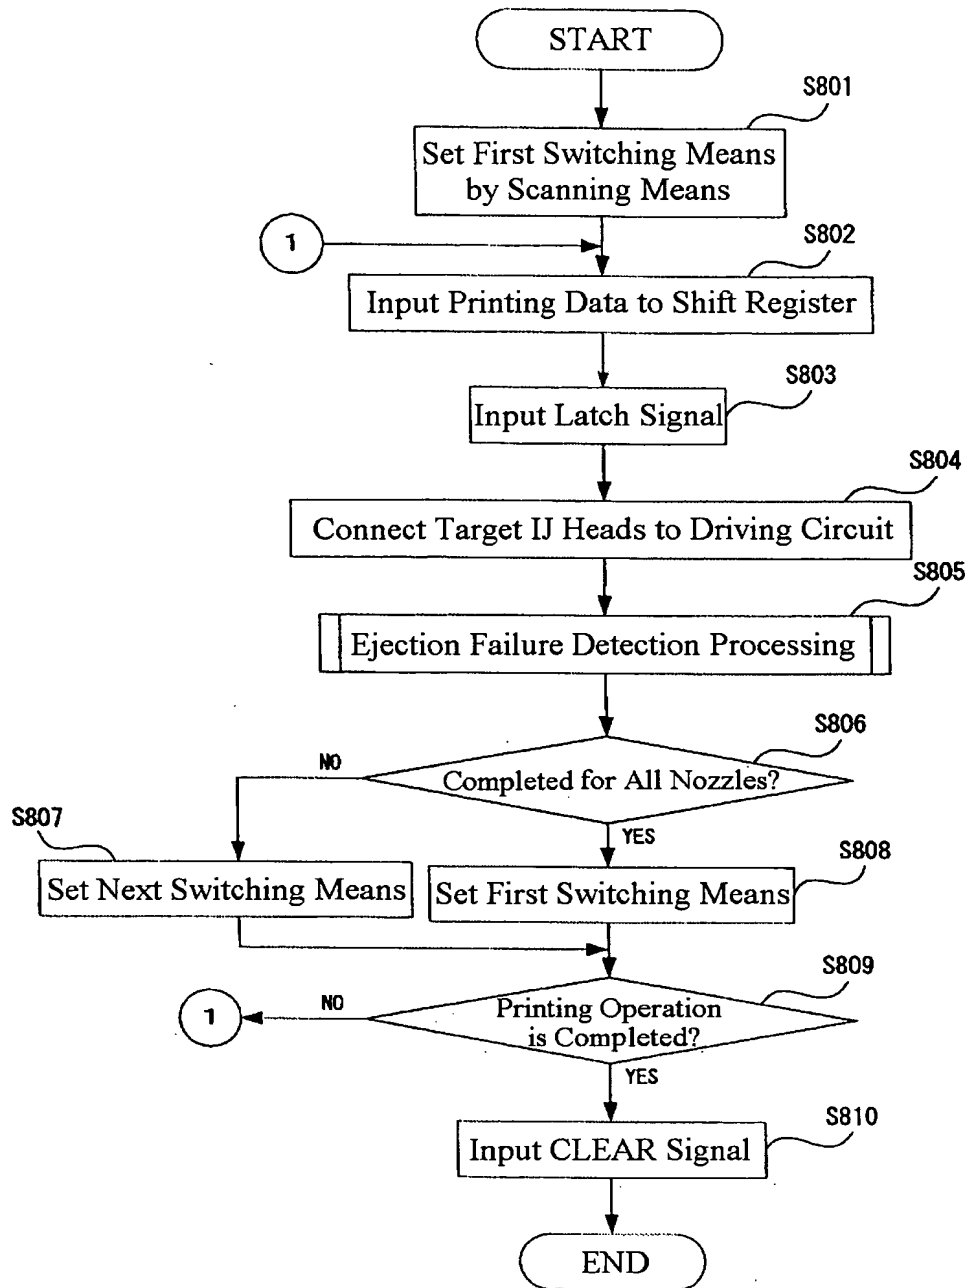 START
S801
Set First Switching Means
by Scanning Means
1
S802
Input Printing Data to Shift Register
S803
Input Latch Signal
S804
Connect Target IJ Heads to Driving Circuit
S805
Ejection Failure Detection Processing
S806
NO
Completed for All Nozzles?
YES
S807
Set Next Switching Means
S808
Set First Switching Means
S809
1
NO
Printing Operation
is Completed?
YES
S810
Input CLEAR Signal
END